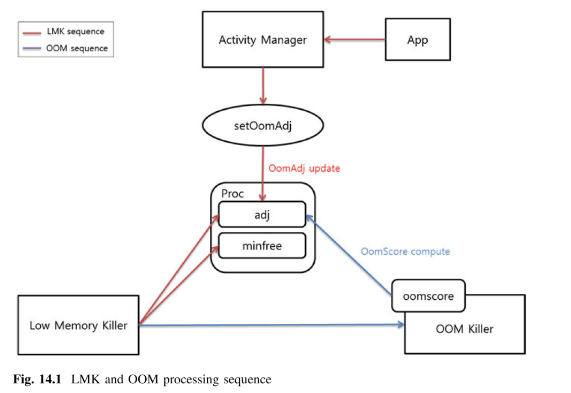 LMK sequence
OOM sequence
Activity Manager
App
setOomAdj
OomAdj update
Proc
adj
minfree
OomScore compute
oomscore
Low Memory Killer
OOM Killer
Fig. 14.1 LMK and OOM processing sequence